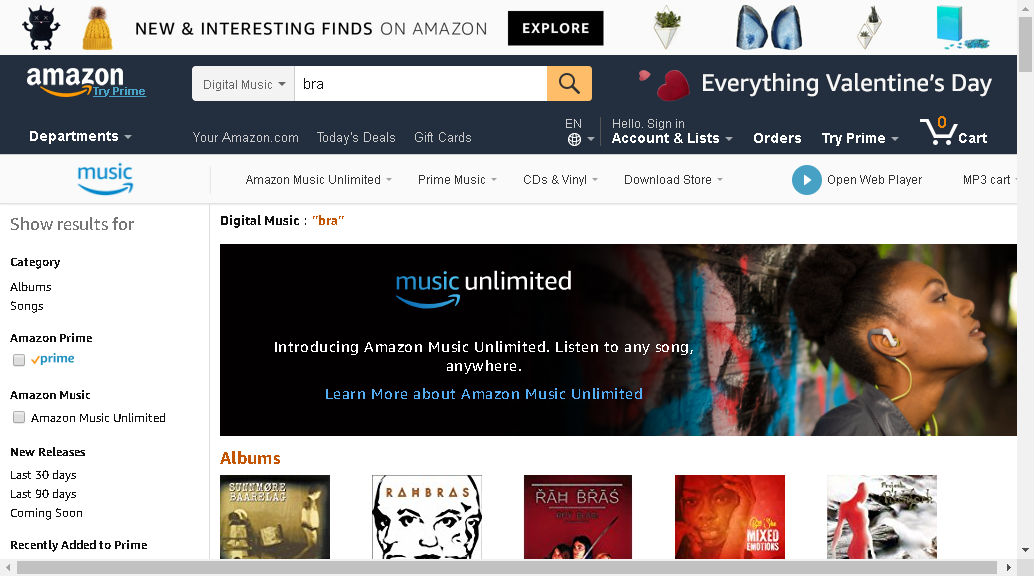 NEW & INTERESTING FINDS ON AMAZON EXPLORE
amazon
Try Prime
Digital Music bra
Everything Valentine's Day
Departments
Your Amazon.com Today's Deals Gift Cards
EN
Hello. Sign in
Account & Lists
Orders
Try Prime
0
Cart
music
Amazon Music Unlimited Prime Music CDs & Vinyl Download Store Open Web Player MP3 cart
Show results for
Category
Albums
Songs
Amazon Prime
prime
Amazon Music
Amazon Music Unlimited
New Releases
Last 30 days
Last 90 days
Coming Soon
Recently Added to Prime
Digital Music : "bra"
music unlimited
Introducing Amazon Music Unlimited. Listen to any song,
anywhere.
Learn More about Amazon Music Unlimited
Albums
SUNNMØRE
BAARELAG
RAHBRAS
RAH BRAS
MIXED
EMOTIONS